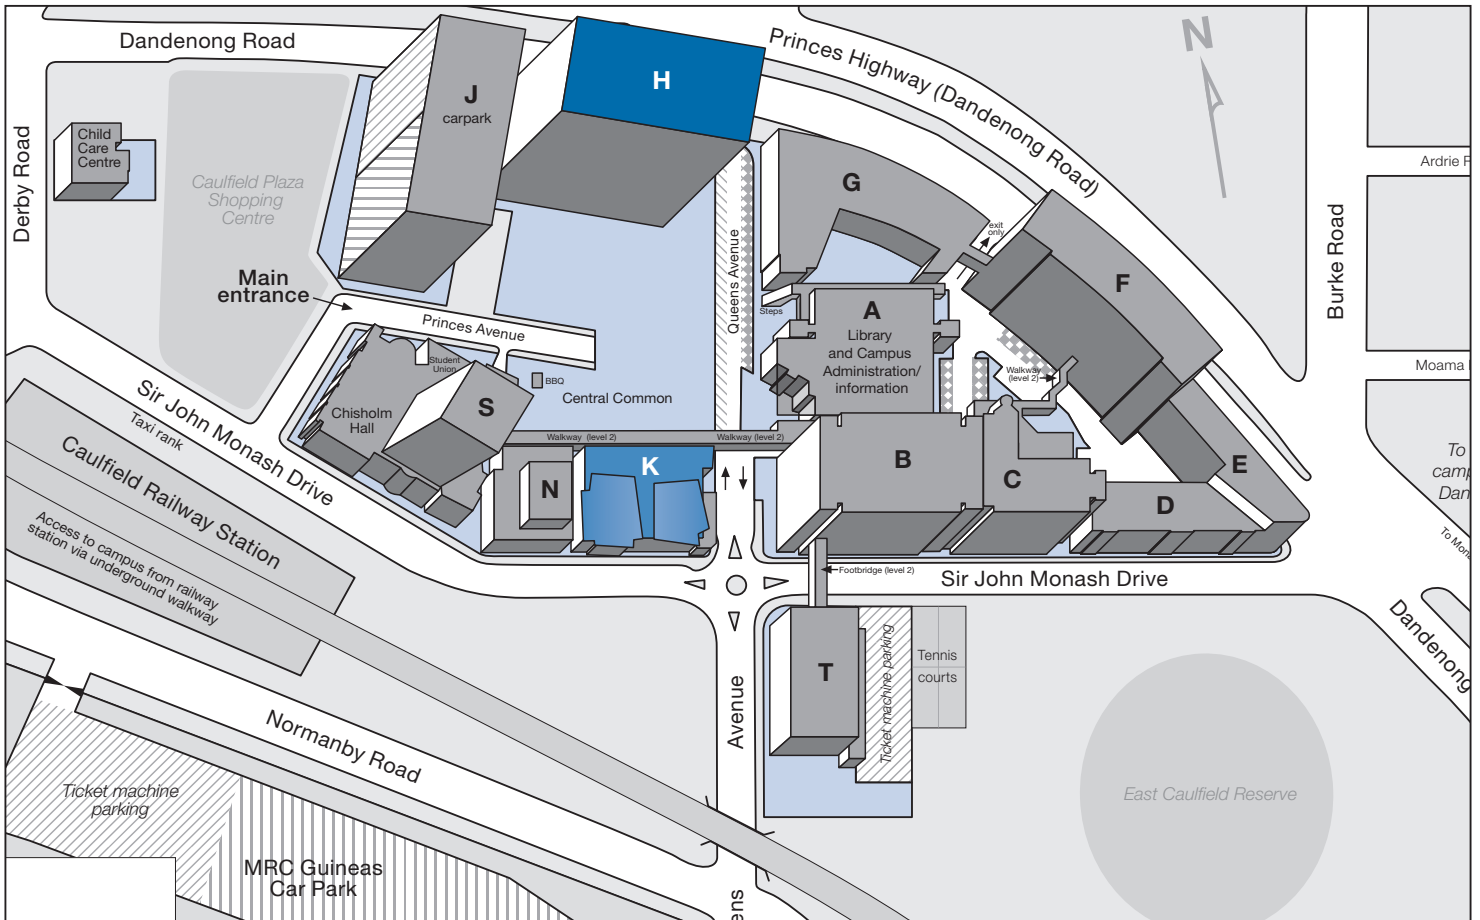 Dandenong Road
Princes Highway (Dandenong Road)
N
J
carpark
H
Child
Care
Centre
Derby Road
Caulfield Plaza
Shopping
Centre
G
exit
only
Ardrie
Burke Road
Queens Avenue
Main
entrance
Princes Avenue
Steps
A
Library
and Campus
Administration/
information
F
Walkway
(level 2)
Moama
Student
Union
BBQ
Central Common
Chisholm
Hall
S
Sir John Monash Drive
Taxi rank
Caulfield Railway Station
Access to campus from railway
station via underground walkway
Walkway (level 2)
Walkway (level 2)
K
N
B
C
D
E
To
To
Footbridge (level 2)
Sir John Monash Drive
Dandenong
T
Ticket machine parking
Tennis
courts
Avenue
Normanby Road
Ticket machine
parking
MRC Guineas
Car Park
East Caulfield Reserve